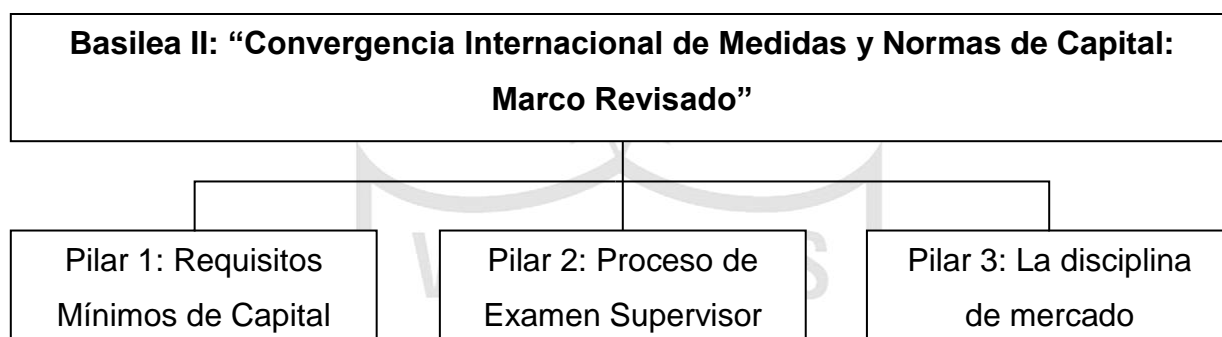 Basilea II: “Convergencia Internacional de Medidas y Normas de Capital:
Marco Revisado”
Pilar 1: Requisitos
Mínimos de Capital
Pilar 2: Proceso de
Examen Supervisor
Pilar 3: La disciplina
de mercado